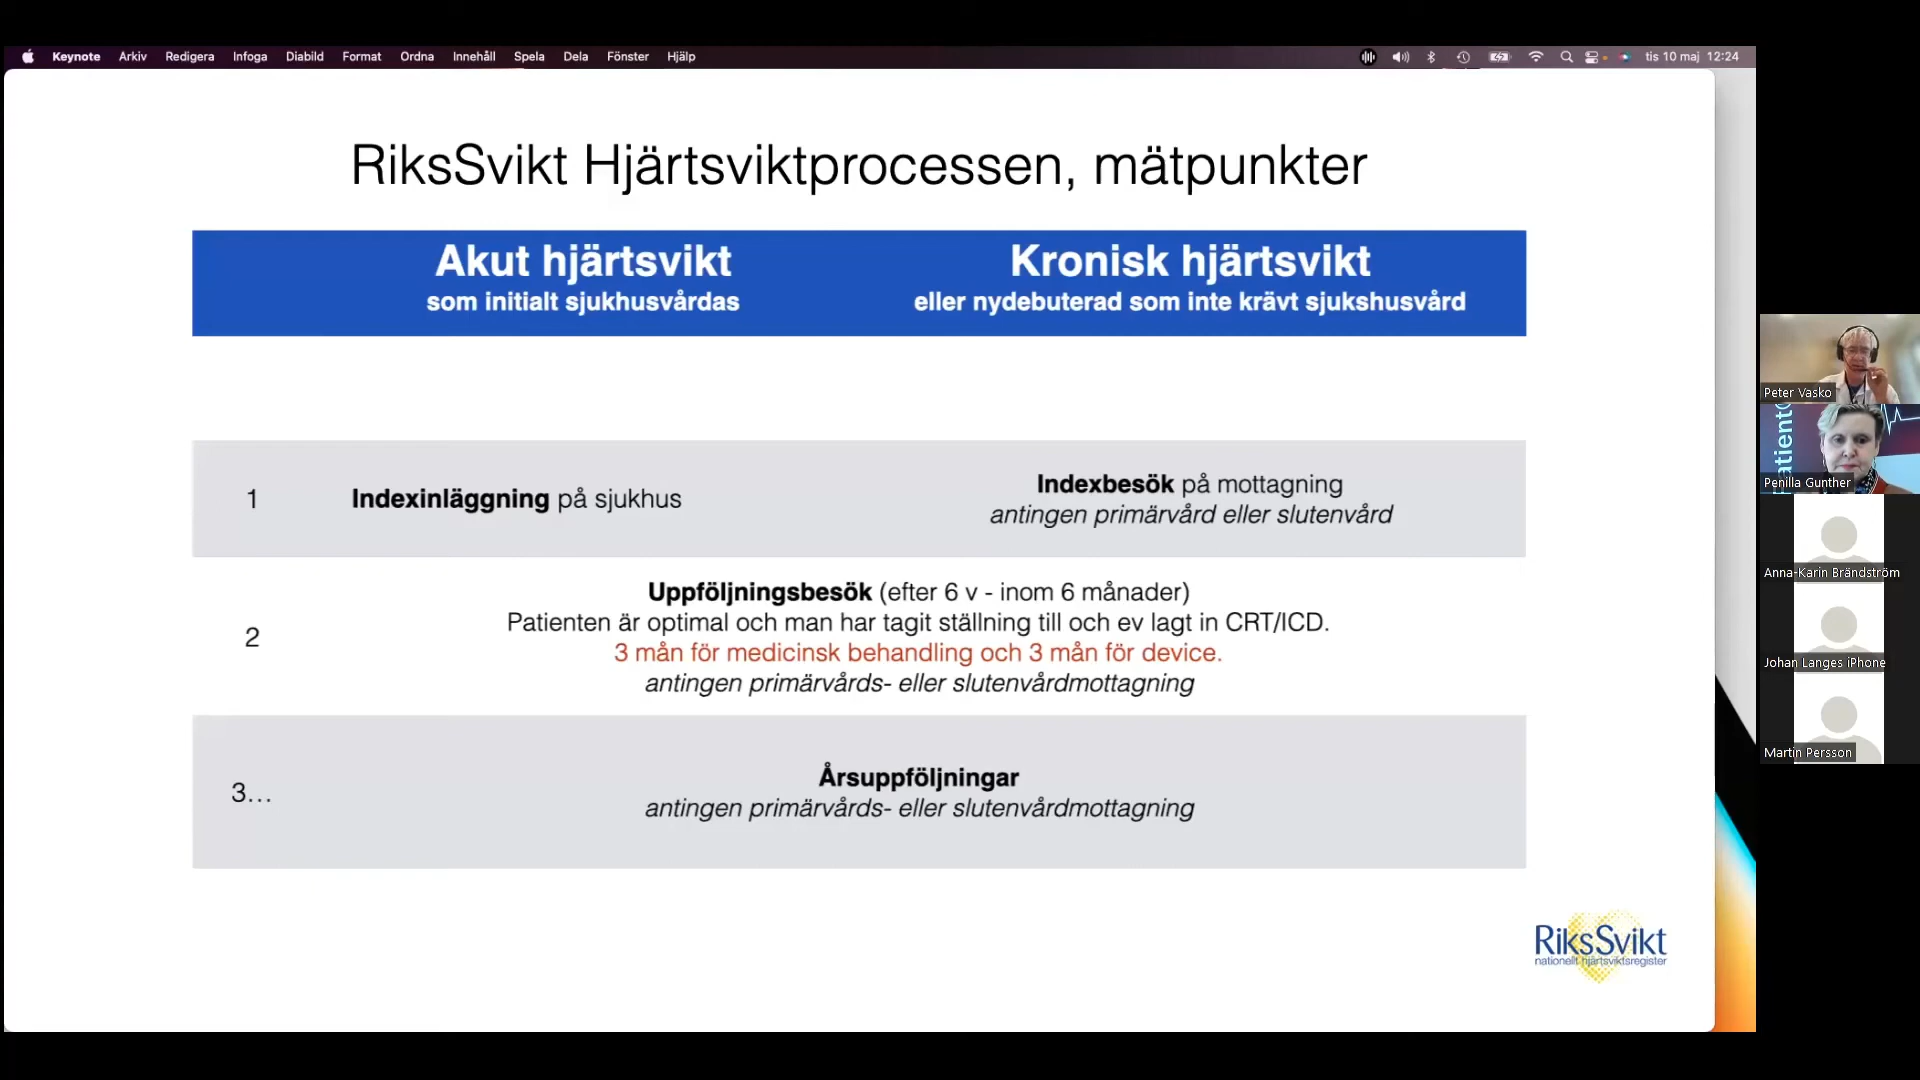 Keynote Arkiv Redigera Infoga Diabild Format Ordna Innehåll Spela Dela Fönster Hjälp tis 10 maj 12:24
RiksSvikt Hjärtsviktprocessen, mätpunkter
Akut hjärtsvikt
som initialt sjukhusvårdas
Kronisk hjärtsvikt
eller nydebuterad som inte krävt sjukshusvård
1
Indexinläggning på sjukhus
Indexbesök på mottagning
antingen primärvård eller slutenvård
2
Uppföljningsbesök (efter 6 v - inom 6 månader)
Patienten är optimal och man har tagit ställning till och ev lagt in CRT/ICD.
3 mån för medicinsk behandling och 3 mån för device.
antingen primärvårds- eller slutenvårdmottagning
3...
Årsuppföljningar
antingen primärvårds- eller slutenvårdmottagning
RiksSvikt
nationellt hjärtsviktsregister
Peter Vasko
Penilla Gunther
Anna-Karin Brändström
Johan Langes iPhone
Martin Persson